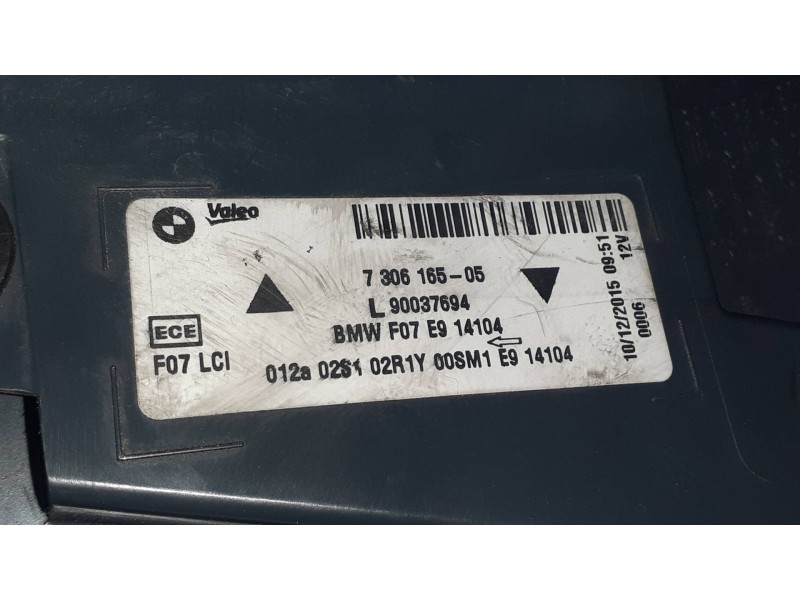 Valeo
7 306 165-05
L 90037694
BMW F07 E9 14104
ECE
F07 LCI
012a 02S1 02R1Y 00SM1 E9 14104
10/12/2015 09:51
0006 12V